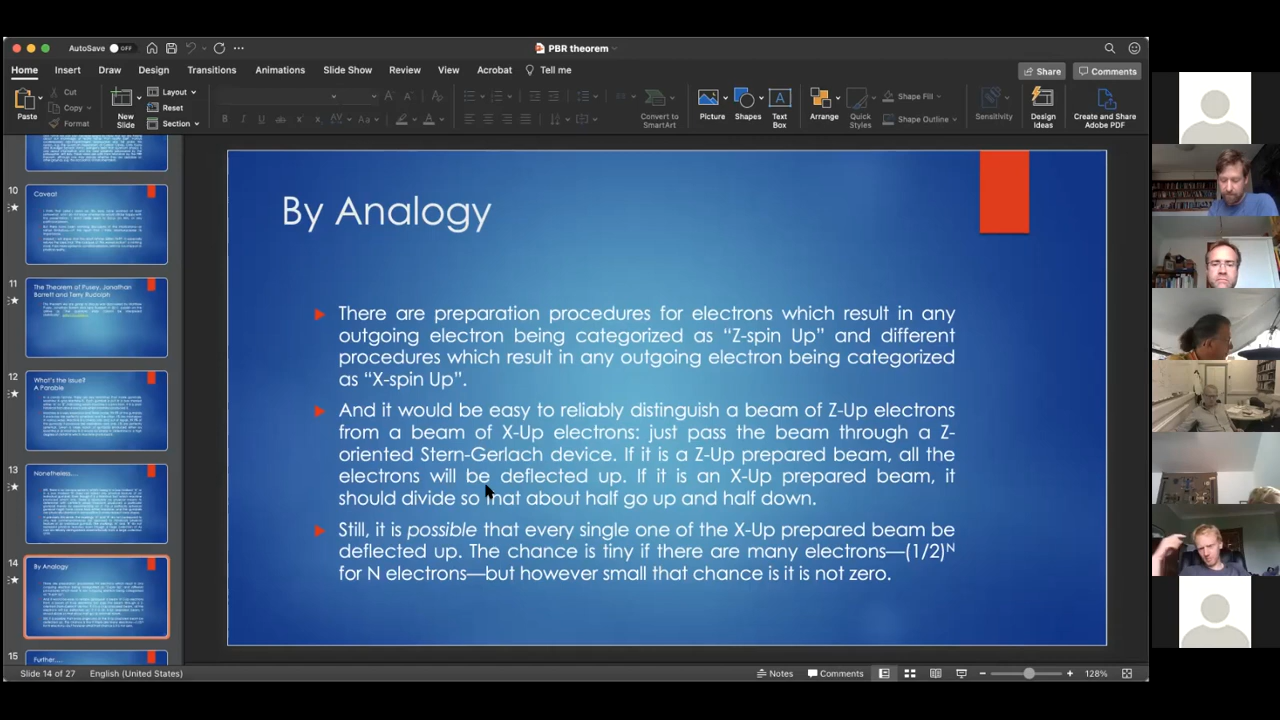 AutoSave OFF
PBR theorem
Home Insert Draw Design Transitions Animations Slide Show Review View Acrobat Tell me
Share Comments
Paste
Cut
Copy
Format
New Slide
Layout
Reset
Section
Convert to SmartArt
Picture
Shapes
Text Box
Arrange
Quick Styles
Shape Fill
Shape Outline
Sensitivity
Design Ideas
Create and Share Adobe PDF
10
Caveat
11
The Theorem of Pusey, Jonathan
Barrett and Terry Rudolph
12
What's the Issue?
A Parable
13
Nonetheless....
14
By Analogy
15
Further....
By Analogy
There are preparation procedures for electrons which result in any
outgoing electron being categorized as “Z-spin Up” and different
procedures which result in any outgoing electron being categorized
as “X-spin Up”.
And it would be easy to reliably distinguish a beam of Z-Up electrons
from a beam of X-Up electrons: just pass the beam through a Z-
oriented Stern-Gerlach device. If it is a Z-Up prepared beam, all the
electrons will be deflected up. If it is an X-Up prepared beam, it
should divide so that about half go up and half down.
Still, it is possible that every single one of the X-Up prepared beam be
deflected up. The chance is tiny if there are many electrons—(1/2)ᴺ
for N electrons—but however small that chance is it is not zero.
Slide 14 of 27 English (United States)
Notes Comments 128%